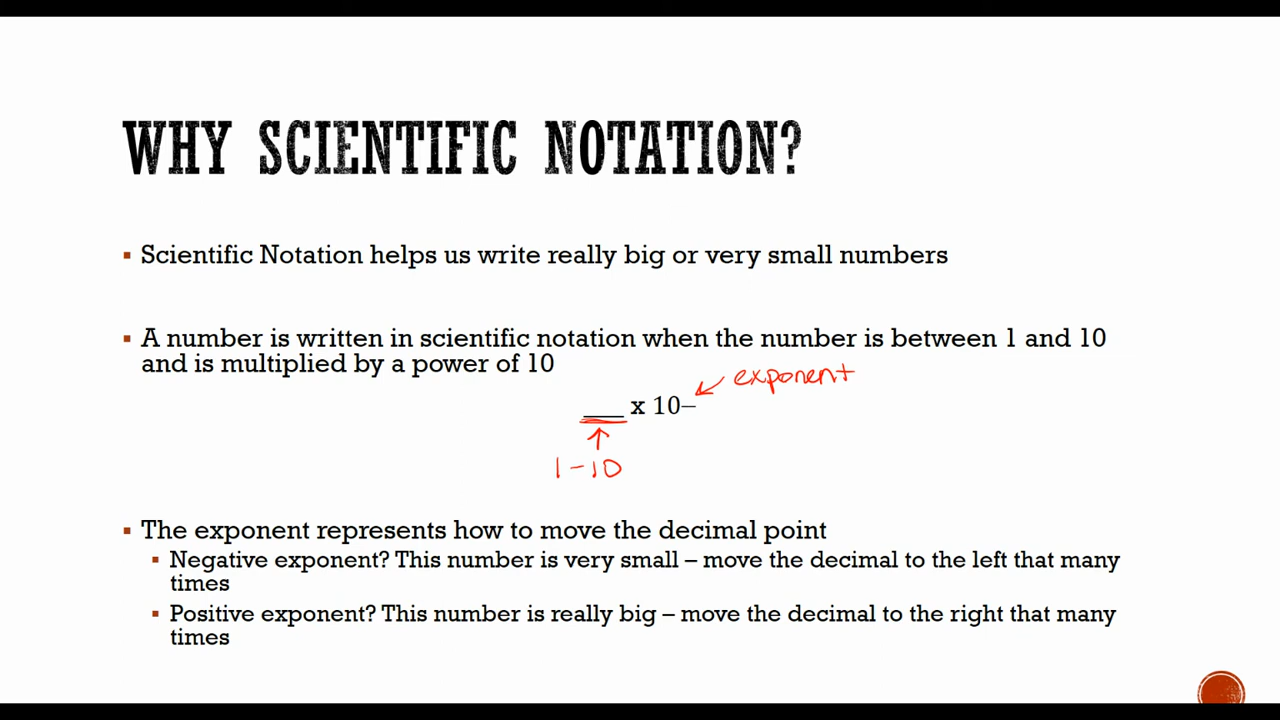 WHY SCIENTIFIC NOTATION?
▪ Scientific Notation helps us write really big or very small numbers
▪ A number is written in scientific notation when the number is between 1 and 10
and is multiplied by a power of 10
exponent
___ x 10–
1-10
▪ The exponent represents how to move the decimal point
▪ Negative exponent? This number is very small – move the decimal to the left that many
times
▪ Positive exponent? This number is really big – move the decimal to the right that many
times